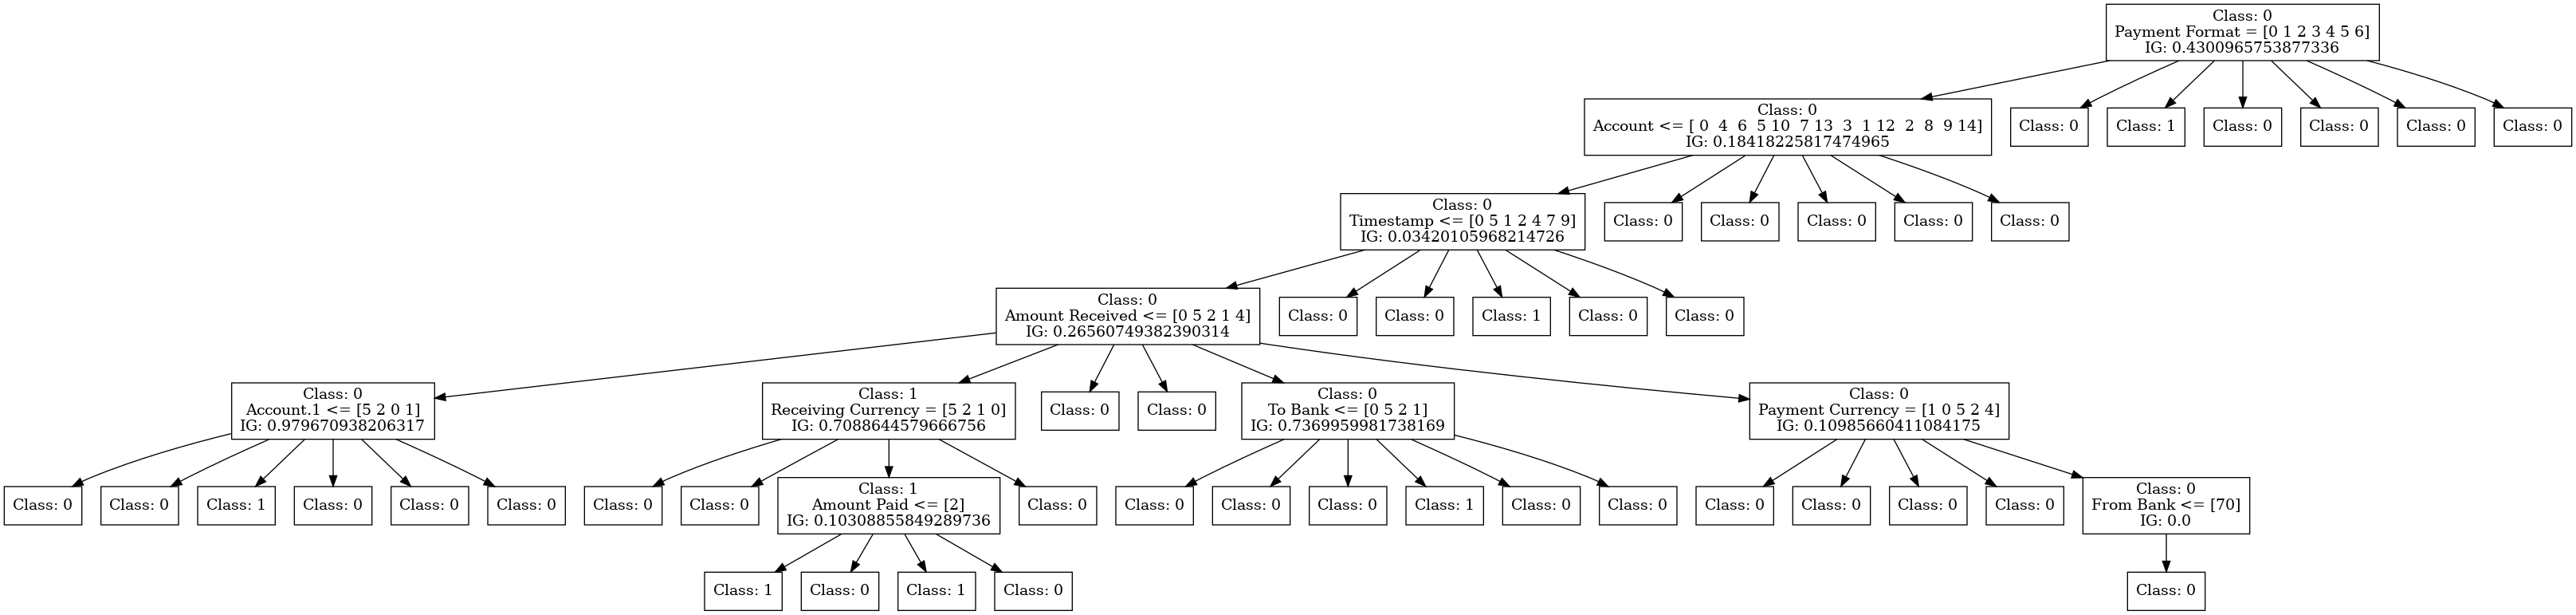 Class: 0
Payment Format = [0 1 2 3 4 5 6]
IG: 0.4300965753877336
Class: 0
Account <= [ 0  4  6  5 10  7 13  3  1 12  2  8  9 14]
IG: 0.18418225817474965
Class: 0
Class: 1
Class: 0
Class: 0
Class: 0
Class: 0
Class: 0
Timestamp <= [0 5 1 2 4 7 9]
IG: 0.03420105968214726
Class: 0
Class: 0
Class: 0
Class: 0
Class: 0
Class: 0
Amount Received <= [0 5 2 1 4]
IG: 0.26560749382390314
Class: 0
Class: 0
Class: 1
Class: 0
Class: 0
Class: 0
Account.1 <= [5 2 0 1]
IG: 0.979670938206317
Class: 1
Receiving Currency = [5 2 1 0]
IG: 0.7088644579666756
Class: 0
Class: 0
Class: 0
To Bank <= [0 5 2 1]
IG: 0.7369959981738169
Class: 0
Payment Currency = [1 0 5 2 4]
IG: 0.10985660411084175
Class: 0
Class: 0
Class: 1
Class: 0
Class: 0
Class: 0
Class: 0
Class: 0
Class: 1
Amount Paid <= [2]
IG: 0.10308855849289736
Class: 0
Class: 0
Class: 0
Class: 0
Class: 1
Class: 0
Class: 0
Class: 0
Class: 0
Class: 0
Class: 0
Class: 0
From Bank <= [70]
IG: 0.0
Class: 1
Class: 0
Class: 1
Class: 0
Class: 0